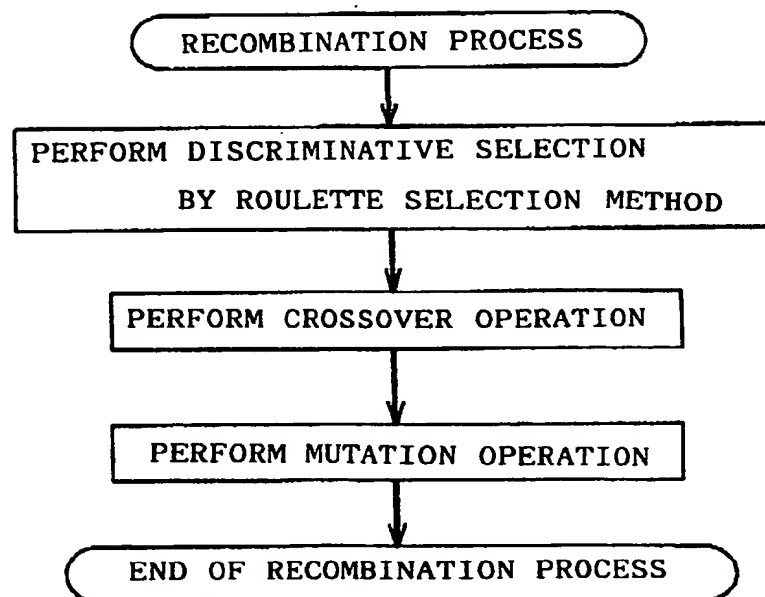 RECOMBINATION PROCESS
PERFORM DISCRIMINATIVE SELECTION
BY ROULETTE SELECTION METHOD
PERFORM CROSSOVER OPERATION
PERFORM MUTATION OPERATION
END OF RECOMBINATION PROCESS